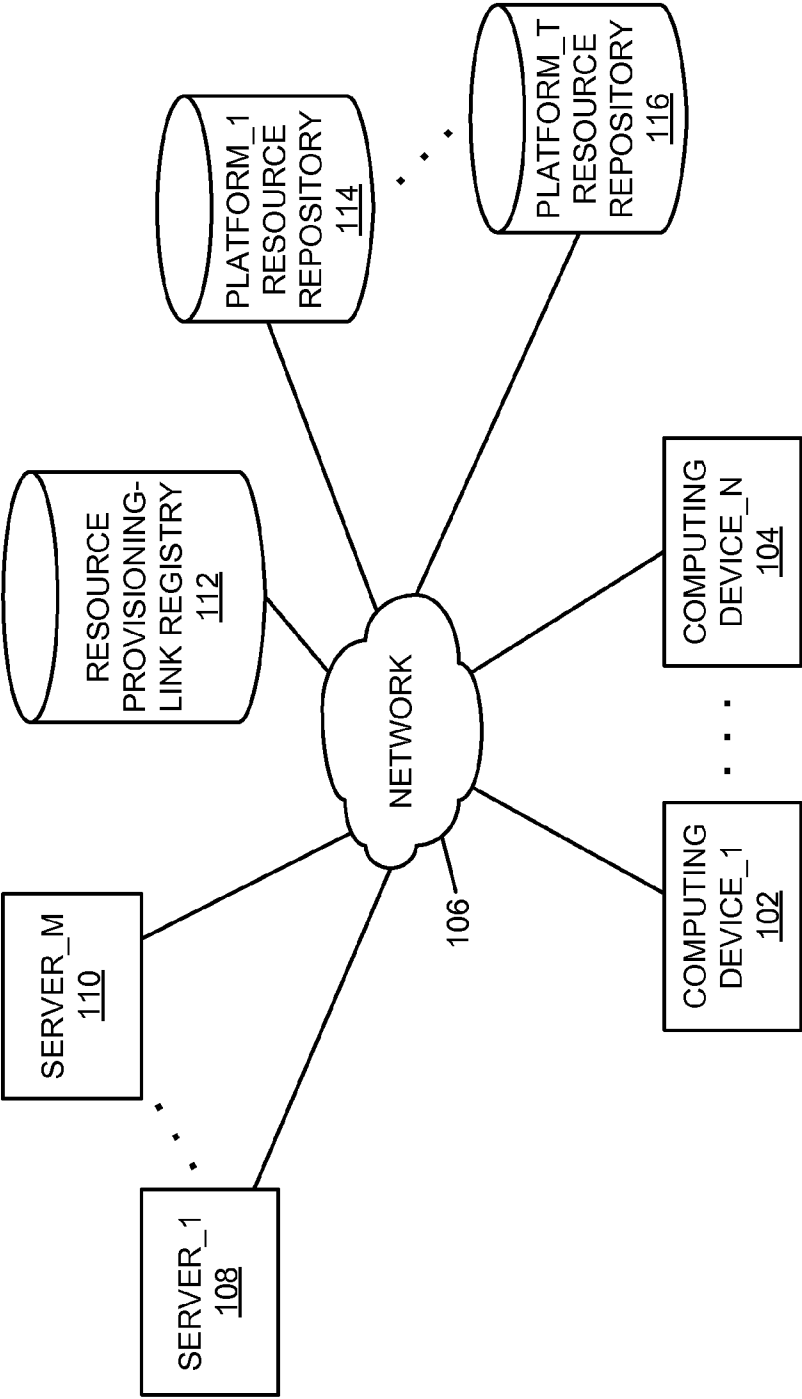 SERVER_M
110
SERVER_1
108
RESOURCE
PROVISIONING-
LINK REGISTRY
112
PLATFORM_1
RESOURCE
REPOSITORY
114
PLATFORM_T
RESOURCE
REPOSITORY
116
NETWORK
106
COMPUTING
DEVICE_1
102
COMPUTING
DEVICE_N
104